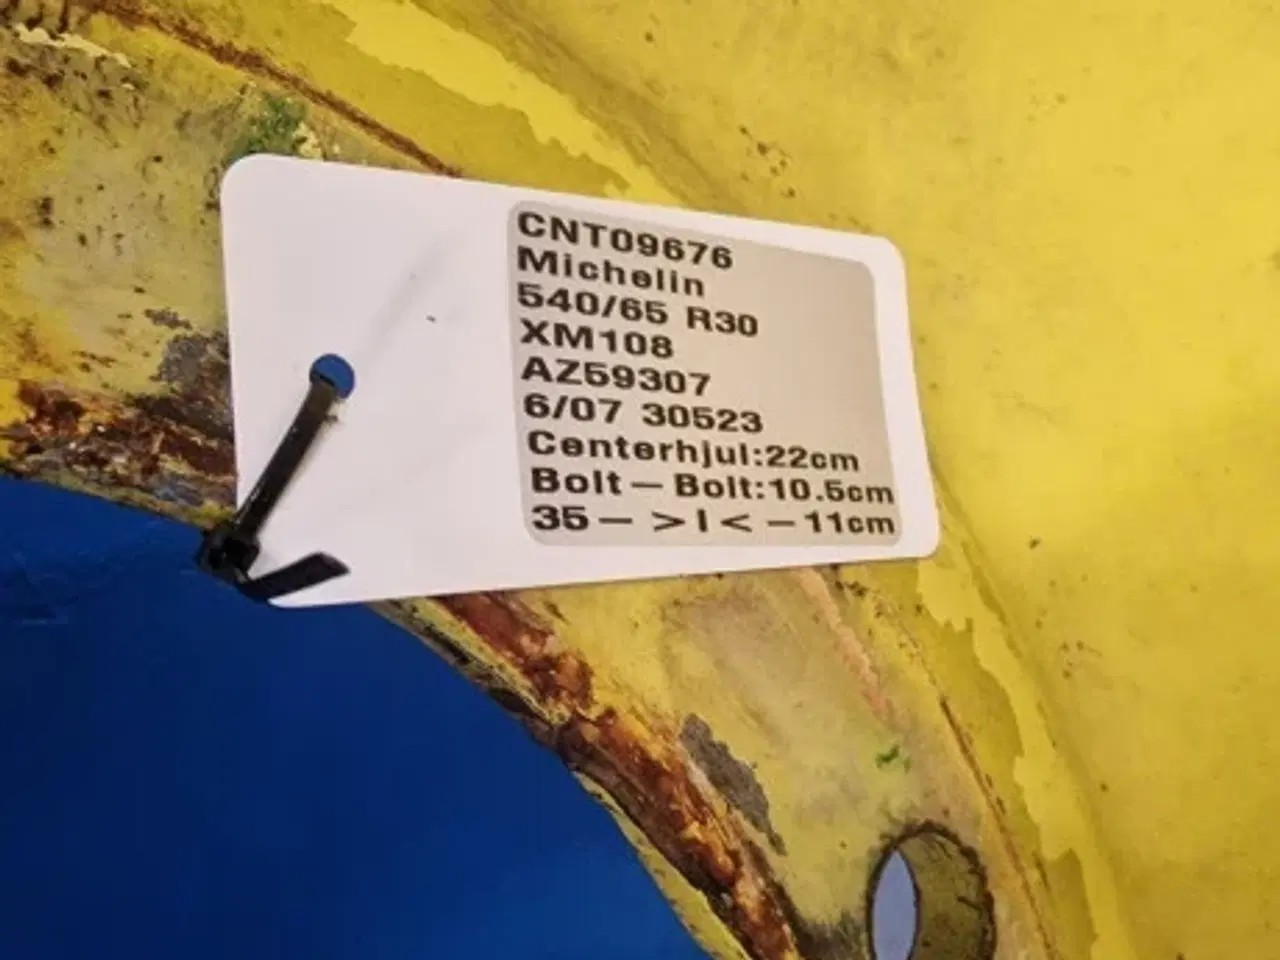 CNT09676
Michelin
540/65 R30
XM108
AZ59307
6/07 30523
Centerhjul:22cm
Bolt - Bolt:10.5cm
35 - > I < - 11cm